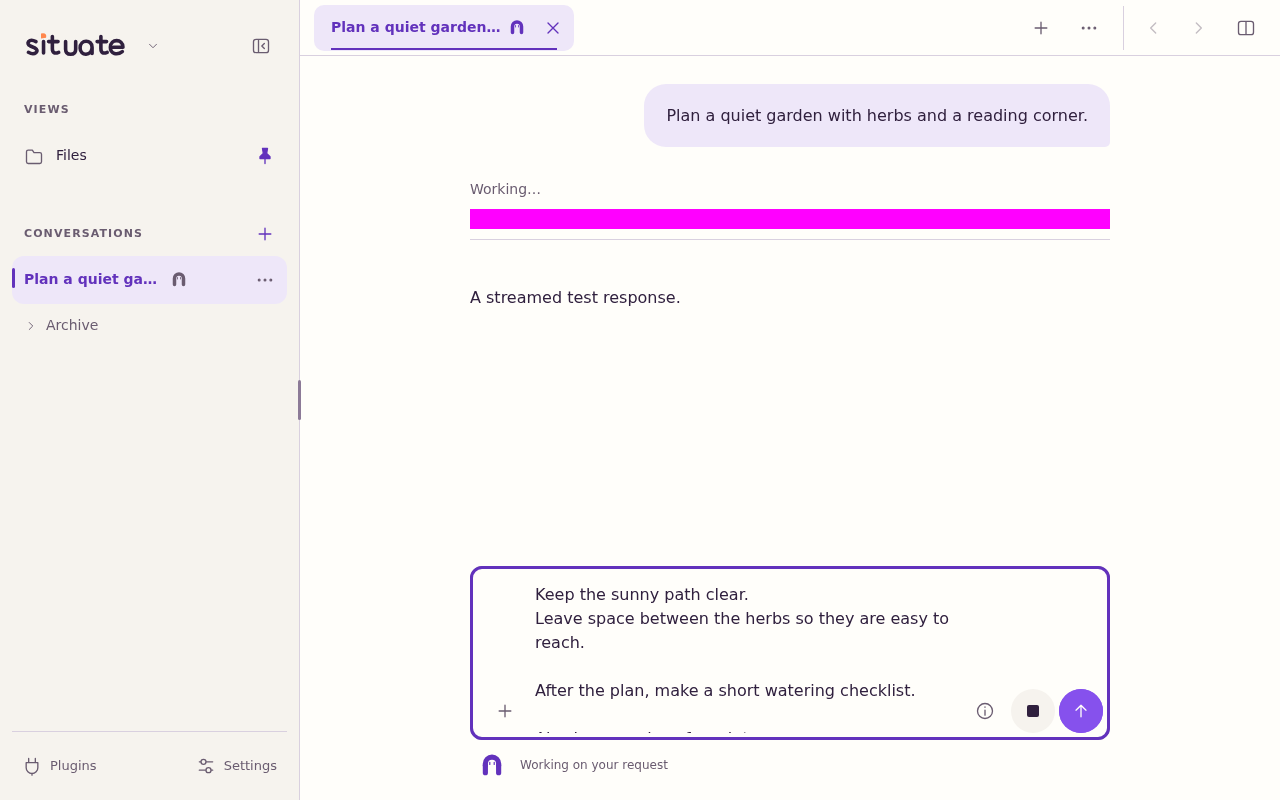 situate
Plan a quiet garden...
VIEWS
Files
CONVERSATIONS
Plan a quiet ga...
Archive
Plugins
Settings
Plan a quiet garden with herbs and a reading corner.
Working...
A streamed test response.
Keep the sunny path clear.
Leave space between the herbs so they are easy to
reach.
After the plan, make a short watering checklist.
Working on your request